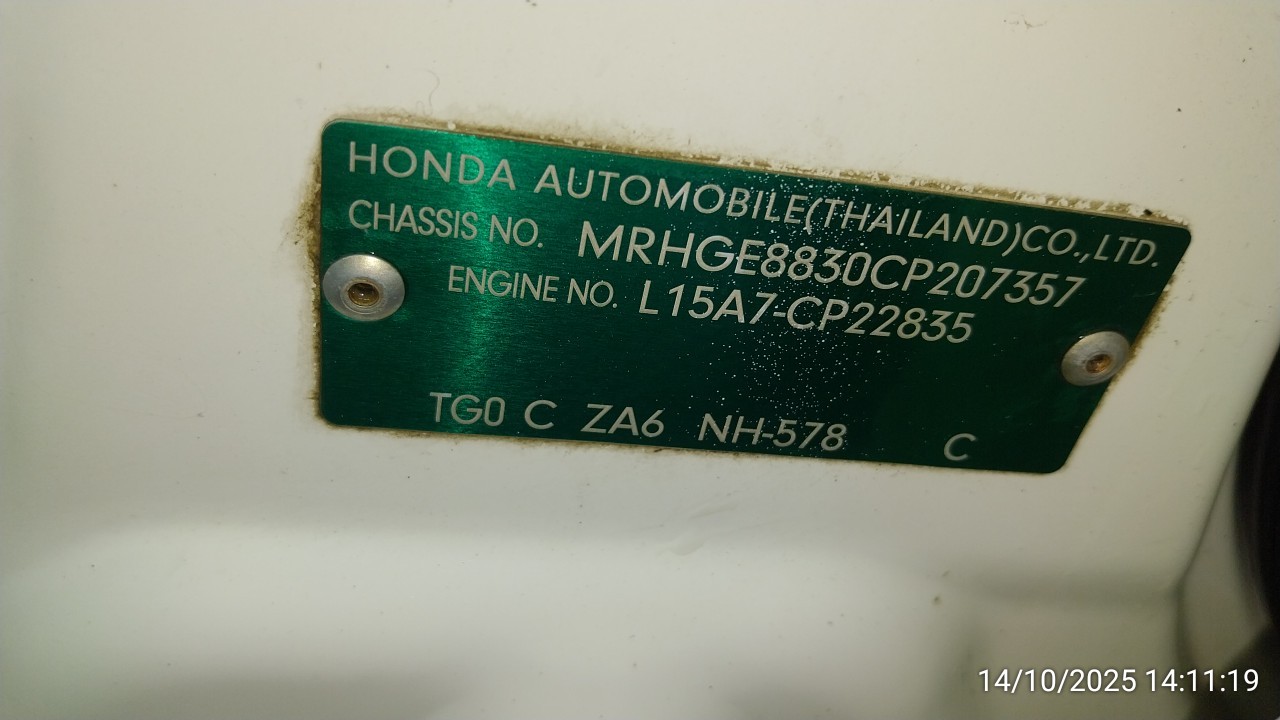 HONDA AUTOMOBILE(THAILAND)CO.,LTD.
CHASSIS NO. MRHGE8830CP207357
ENGINE NO. L15A7-CP22835
TG0 C ZA6 NH-578 C
14/10/2025 14:11:19